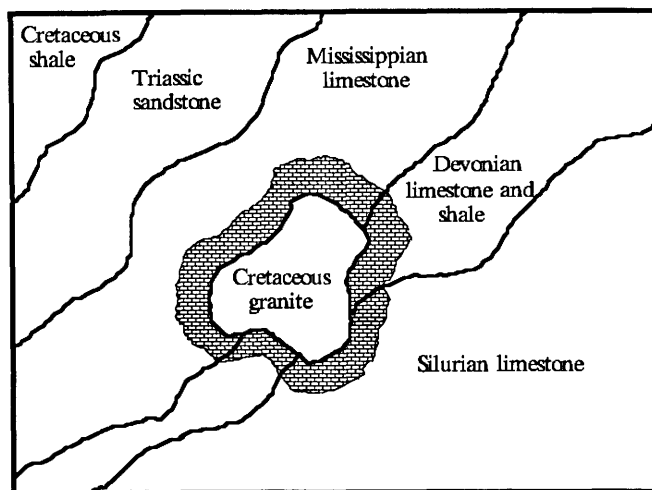 Cretaceous
shale
Triassic
sandstone
Mississippian
limestone
Devonian
limestone and
shale
Cretaceous
granite
Silurian limestone